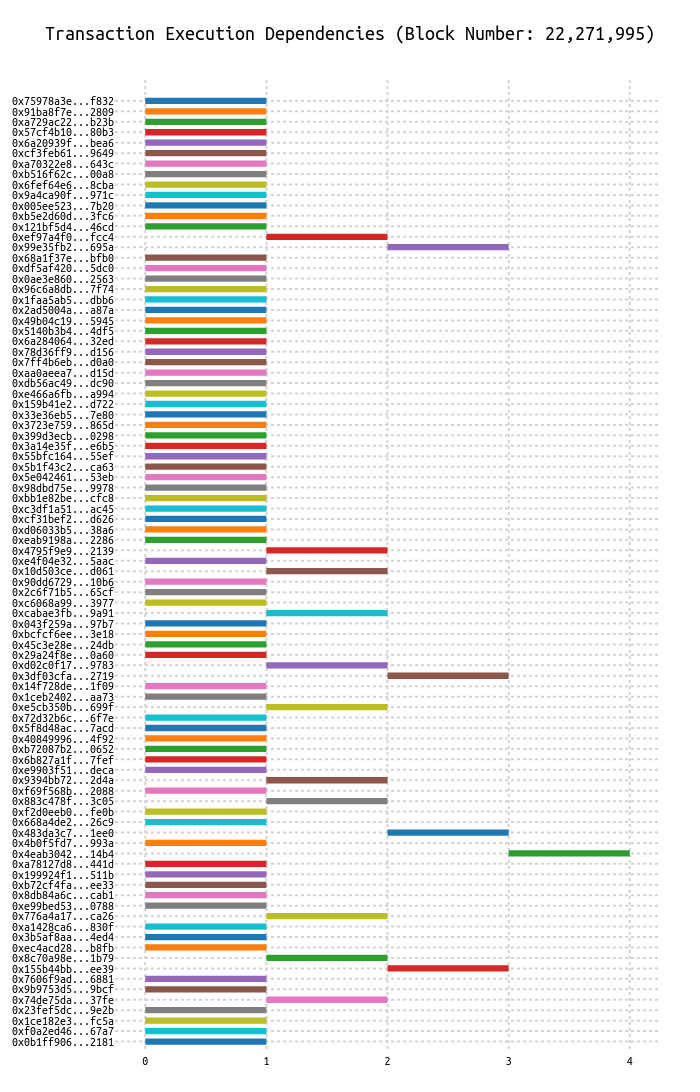 Transaction Execution Dependencies (Block Number: 22,271,995)
0x75978a3e...f832
0x91ba8f7e...2809
0xa729ac22...b23b
0x57cf4b10...80b3
0x6a20939f...bea6
0xcf3feb61...9649
0xa70322e8...643c
0xb516f62c...00a8
0x6fef64e6...8cba
0x9a4ca90f...971c
0x005ee523...7b20
0xb5e2d60d...3fc6
0x121bf5d4...46cd
0xef97a4f0...fcc4
0x99e35fb2...695a
0x68a1f37e...bfb0
0xdf5af420...5dc0
0x0ae3e860...2563
0x96c6a8db...7f74
0x1faa5ab5...dbb6
0x2ad5004a...a87a
0x49b04c19...5945
0x5140b3b4...4df5
0x6a284064...32ed
0x78d36ff9...d156
0x7ff4b6eb...d0a0
0xaa0aeea7...d15d
0xdb56ac49...dc90
0xe466a6fb...a994
0x159b41e2...d722
0x33e36eb5...7e80
0x3723e759...865d
0x399d3ecb...0298
0x3a14e35f...e6b5
0x55bfc164...55ef
0x5b1f43c2...ca63
0x5e042461...53eb
0x98dbd75e...9978
0xbb1e82be...cfc8
0xc3df1a51...ac45
0xcf31bef2...d626
0xd06033b5...38a6
0xeab9198a...2286
0x4795f9e9...2139
0xe4f04e32...5aac
0x10d503ce...d061
0x90dd6729...10b6
0x2c6f71b5...65cf
0xc6068a99...3977
0xcabae3fb...9a91
0x043f259a...97b7
0xbcfcf6ee...3e18
0x45c3e28e...24db
0x29a24f8e...0a60
0xd02c0f17...9783
0x3df03cfa...2719
0x14f728de...1f09
0x1ceb2402...aa73
0xe5cb350b...699f
0x72d32b6c...6f7e
0x5f8d48ac...7acd
0x40849996...4f92
0xb72087b2...0652
0x6b827a1f...7fef
0xe9903f51...deca
0x9394bb72...2d4a
0xf69f568b...2088
0x883c478f...3c05
0xf2d0eeb0...fe0b
0x668a4de2...26c9
0x483da3c7...1ee0
0x4b0f5fd7...993a
0x4eab3042...14b4
0xa78127d8...441d
0x199924f1...511b
0xb72cf4fa...ee33
0x8db84a6c...cab1
0xe99bed53...0788
0x776a4a17...ca26
0xa1428ca6...830f
0x3b5af8aa...4ed4
0xec4acd28...b8fb
0x8c70a98e...1b79
0x155b44bb...ee39
0x7606f9ad...6881
0x9b9753d5...9bcf
0x74de75da...37fe
0x23fef5dc...9e2b
0x1ce182e3...fc5a
0xf0a2ed46...67a7
0x0b1ff906...2181
0 1 2 3 4